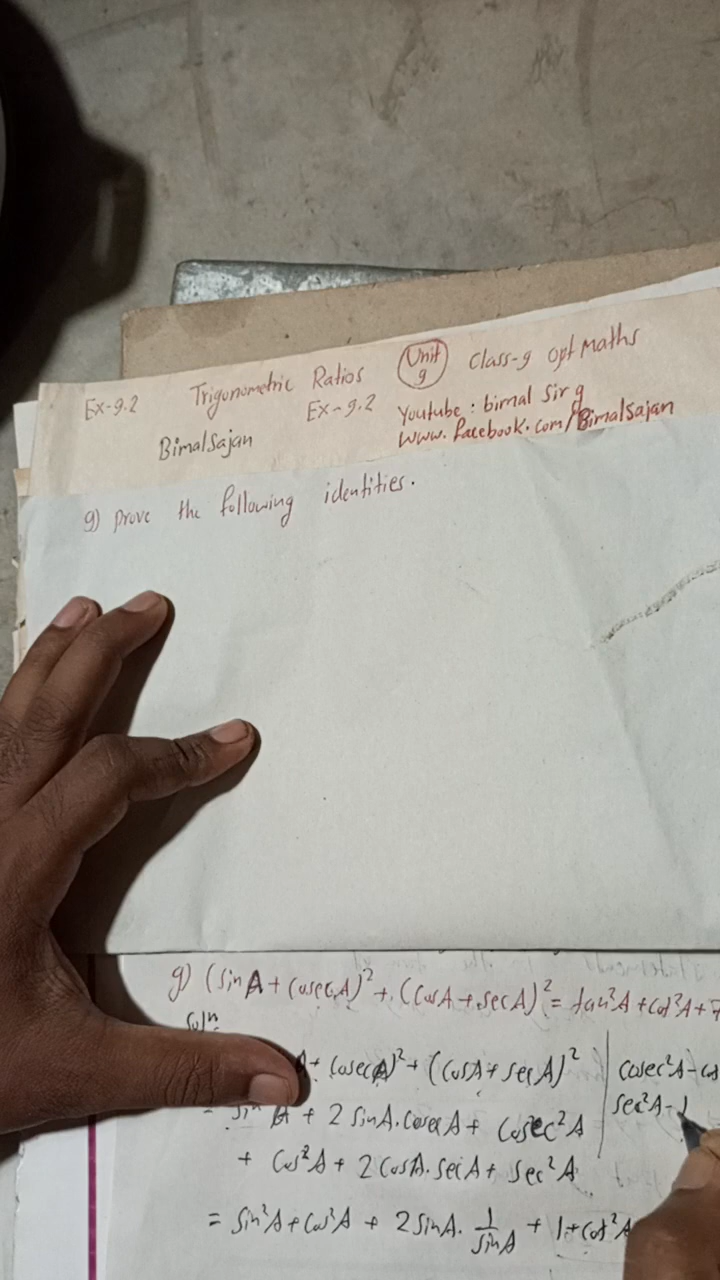 Ex-9.2 Trigonometric Ratios Unit 9 Class-9 opt Maths
BimalSajan Ex-9.2 Youtube: bimal Sir g
www.facebook.com/Bimalsajan
9) prove the following identities.
g) (sinA + cosecA)² + (CosA + secA)² = tan²A + cot²A + 7
Solⁿ:
+ cosecA)² + (cosA + secA)² | cosec²A - co
= Sin²A + 2 sinA.cosecA + cosec²A | sec²A - 1
+ Cos²A + 2 cosA.secA + sec²A
= sin²A + cos²A + 2 sinA. 1/sinA + 1 + cot²A